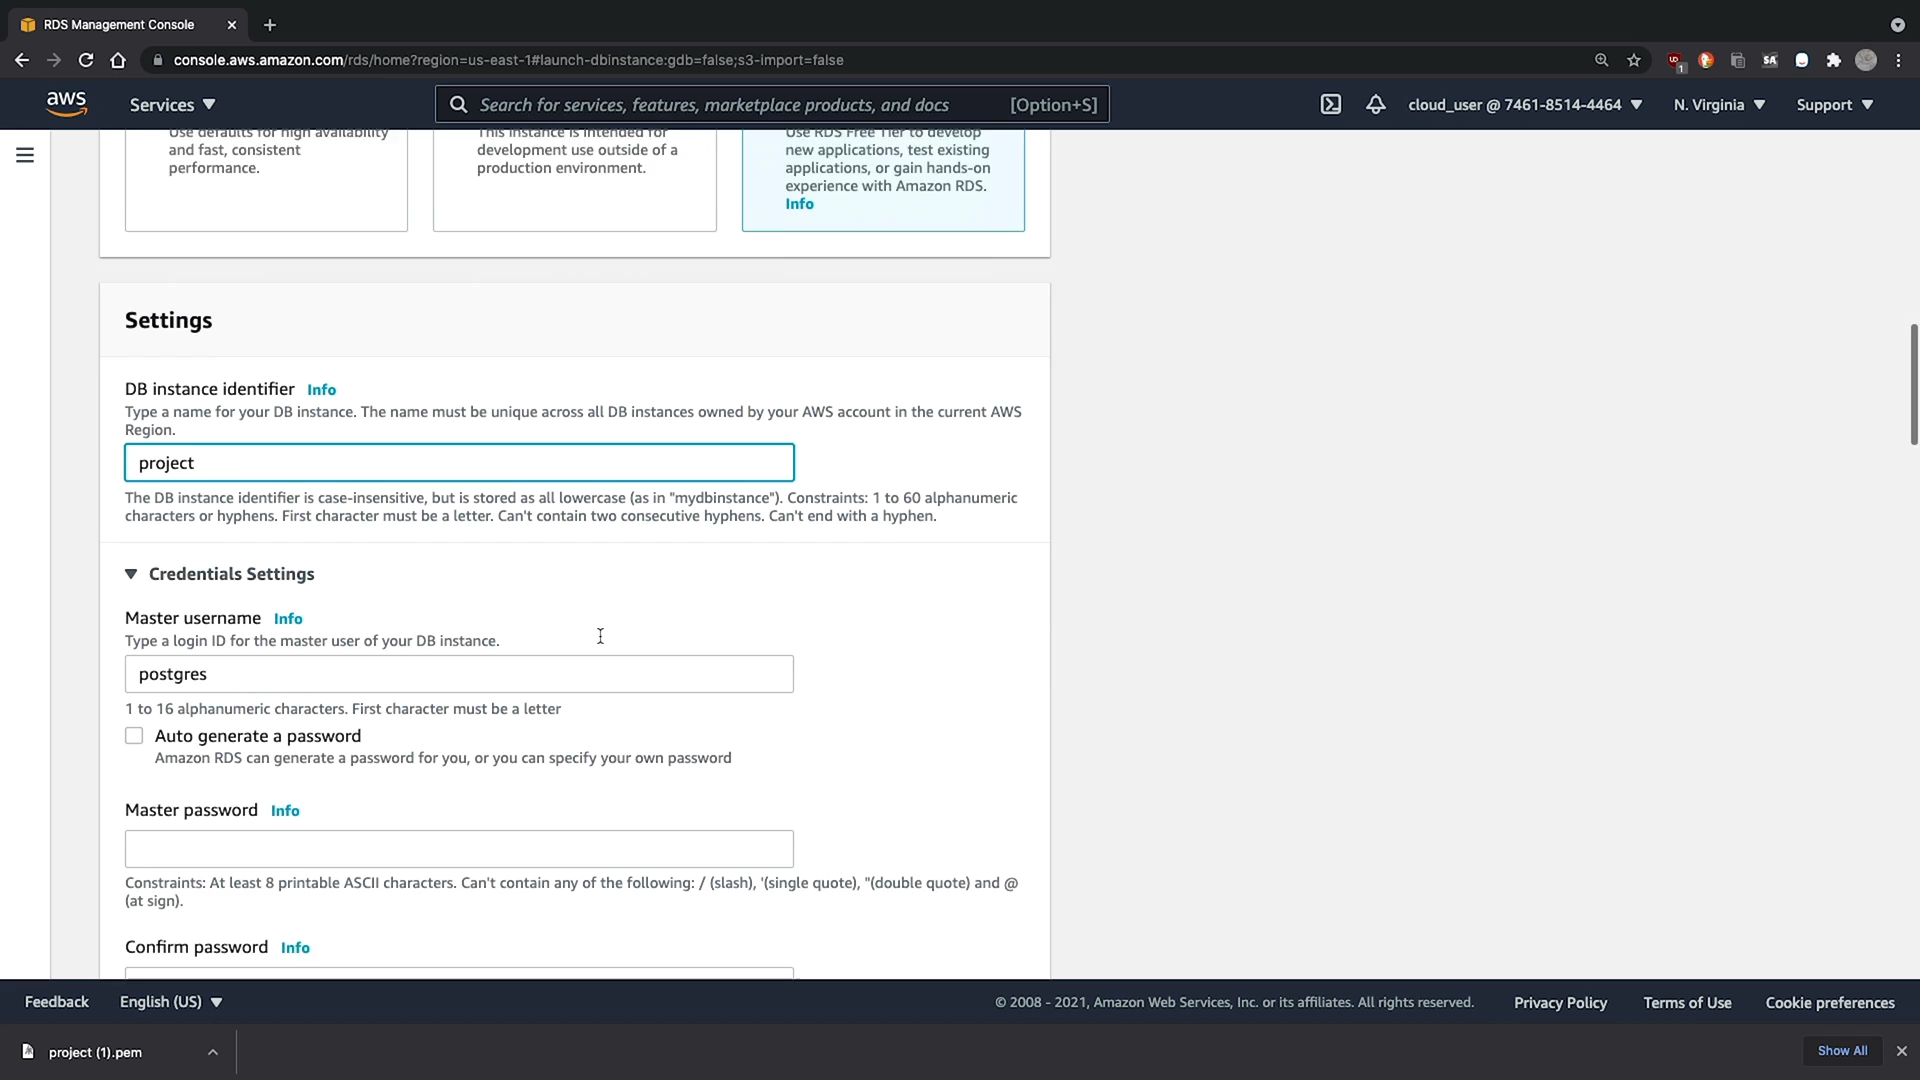 RDS Management Console
console.aws.amazon.com/rds/home?region=us-east-1#launch-dbinstance:gdb=false;s3-import=false
1
SA
aws
Services
Search for services, features, marketplace products, and docs
[Option+S]
cloud_user @ 7461-8514-4464
N. Virginia
Support
Use defaults for high availability
and fast, consistent
performance.
This instance is intended for
development use outside of a
production environment.
Use RDS Free Tier to develop
new applications, test existing
applications, or gain hands-on
experience with Amazon RDS.
Info
Settings
DB instance identifier Info
Type a name for your DB instance. The name must be unique across all DB instances owned by your AWS account in the current AWS
Region.
project
The DB instance identifier is case-insensitive, but is stored as all lowercase (as in "mydbinstance"). Constraints: 1 to 60 alphanumeric
characters or hyphens. First character must be a letter. Can't contain two consecutive hyphens. Can't end with a hyphen.
Credentials Settings
Master username Info
Type a login ID for the master user of your DB instance.
postgres
1 to 16 alphanumeric characters. First character must be a letter
Auto generate a password
Amazon RDS can generate a password for you, or you can specify your own password
Master password Info
Constraints: At least 8 printable ASCII characters. Can't contain any of the following: / (slash), '(single quote), "(double quote) and @
(at sign).
Confirm password Info
Feedback
English (US)
© 2008 - 2021, Amazon Web Services, Inc. or its affiliates. All rights reserved.
Privacy Policy
Terms of Use
Cookie preferences
project (1).pem
Show All